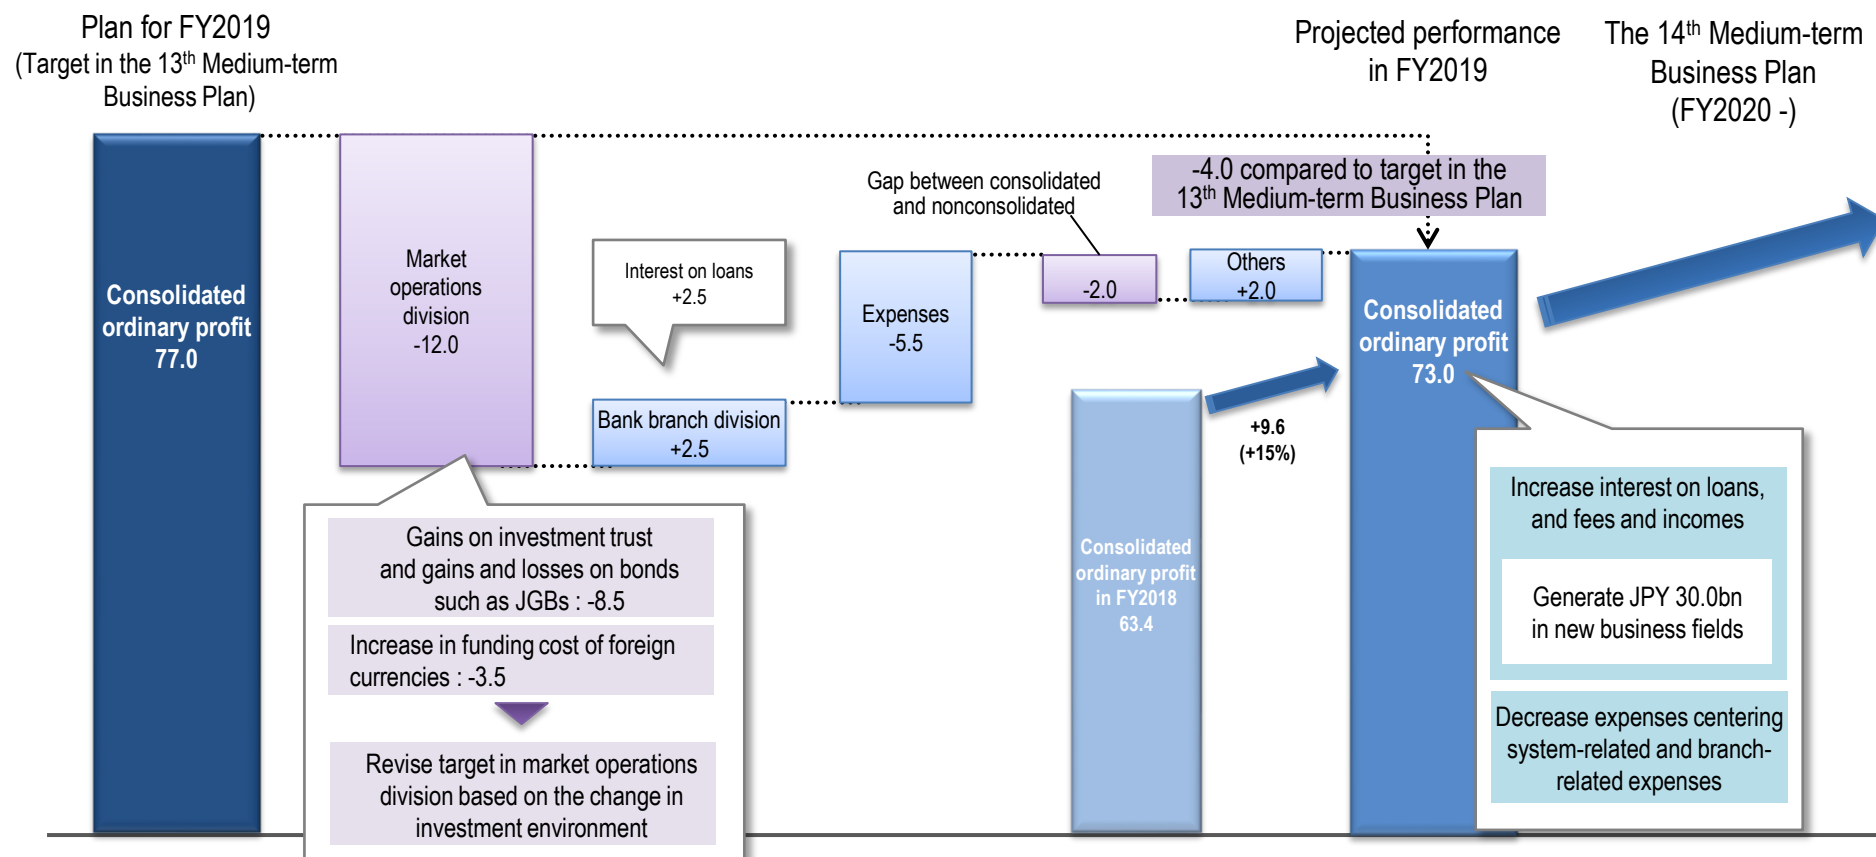 Plan for FY2019
(Target in the 13th Medium-term
Business Plan)
Projected performance
in FY2019
The 14th Medium-term
Business Plan
(FY2020 -)
Consolidated
ordinary profit
77.0
Market
operations
division
-12.0
Interest on loans
+2.5
Bank branch division
+2.5
Expenses
-5.5
Gap between consolidated
and nonconsolidated
-2.0
Others
+2.0
-4.0 compared to target in the
13th Medium-term Business Plan
Consolidated
ordinary profit
73.0
+9.6
(+15%)
Consolidated
ordinary profit
in FY2018
63.4
Gains on investment trust
and gains and losses on bonds
such as JGBs : -8.5
Increase in funding cost of foreign
currencies : -3.5
Revise target in market operations
division based on the change in
investment environment
Increase interest on loans,
and fees and incomes
Generate JPY 30.0bn
in new business fields
Decrease expenses centering
system-related and branch-
related expenses